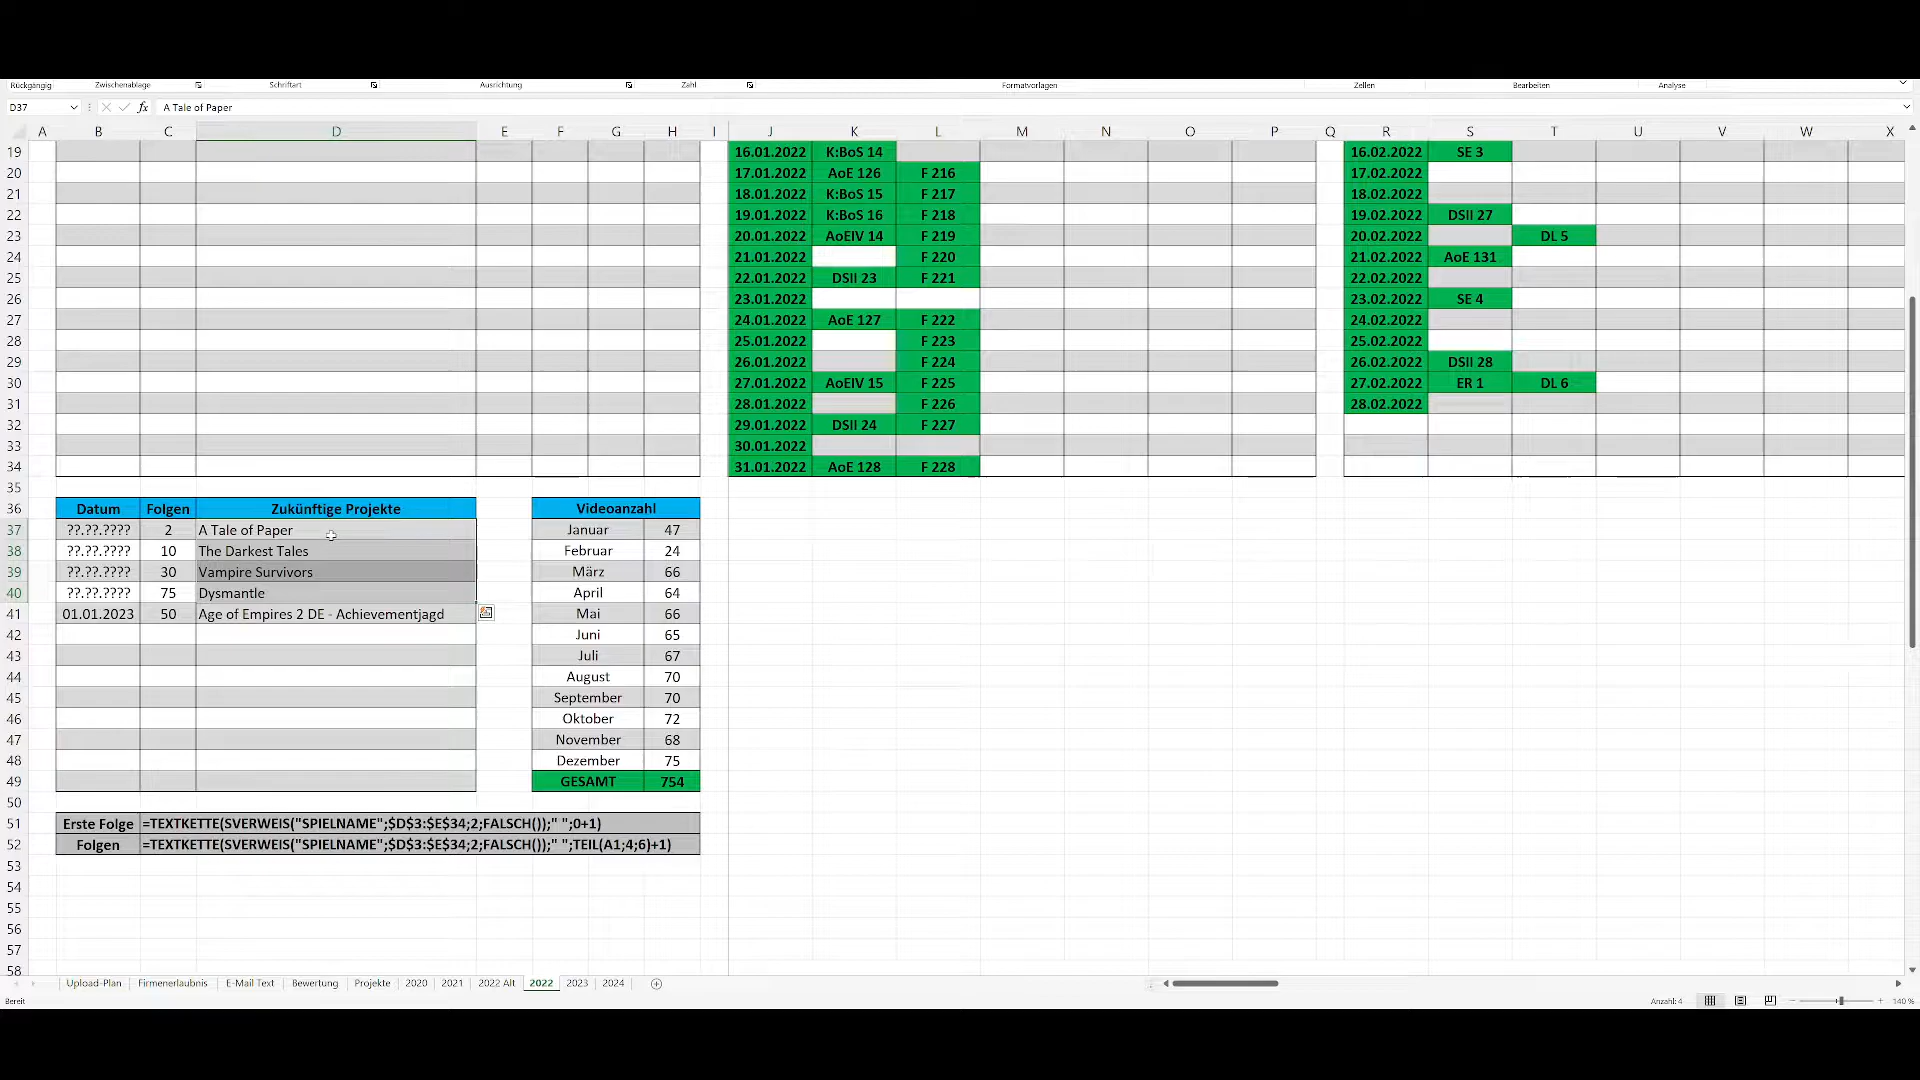 Rückgängig Zwischenablage Schriftart Ausrichtung Zahl Formatvorlagen Zellen Bearbeiten Analyse
D37 fx A Tale of Paper
A B C D E F G H I J K L M N O P Q R S T U V W X
19 16.01.2022 K:BoS 14 16.02.2022 SE 3
20 17.01.2022 AoE 126 F 216 17.02.2022
21 18.01.2022 K:BoS 15 F 217 18.02.2022
22 19.01.2022 K:BoS 16 F 218 19.02.2022 DSII 27
23 20.01.2022 AoEIV 14 F 219 20.02.2022 DL 5
24 21.01.2022 F 220 21.02.2022 AoE 131
25 22.01.2022 DSII 23 F 221 22.02.2022
26 23.01.2022 23.02.2022 SE 4
27 24.01.2022 AoE 127 F 222 24.02.2022
28 25.01.2022 F 223 25.02.2022
29 26.01.2022 F 224 26.02.2022 DSII 28
30 27.01.2022 AoEIV 15 F 225 27.02.2022 ER 1 DL 6
31 28.01.2022 F 226 28.02.2022
32 29.01.2022 DSII 24 F 227
33 30.01.2022
34 31.01.2022 AoE 128 F 228
35
36 Datum Folgen Zukünftige Projekte Videoanzahl
37 ??.??.???? 2 A Tale of Paper Januar 47
38 ??.??.???? 10 The Darkest Tales Februar 24
39 ??.??.???? 30 Vampire Survivors März 66
40 ??.??.???? 75 Dysmantle April 64
41 01.01.2023 50 Age of Empires 2 DE - Achievementjagd Mai 66
42 Juni 65
43 Juli 67
44 August 70
45 September 70
46 Oktober 72
47 November 68
48 Dezember 75
49 GESAMT 754
50
51 Erste Folge =TEXTKETTE(SVERWEIS("SPIELNAME";$D$3:$E$34;2;FALSCH());" ";0+1)
52 Folgen =TEXTKETTE(SVERWEIS("SPIELNAME";$D$3:$E$34;2;FALSCH());" ";TEIL(A1;4;6)+1)
53
54
55
56
57
58
Upload-Plan Firmenerlaubnis E-Mail Text Bewertung Projekte 2020 2021 2022 Alt 2022 2023 2024
Bereit Anzahl: 4 140 %